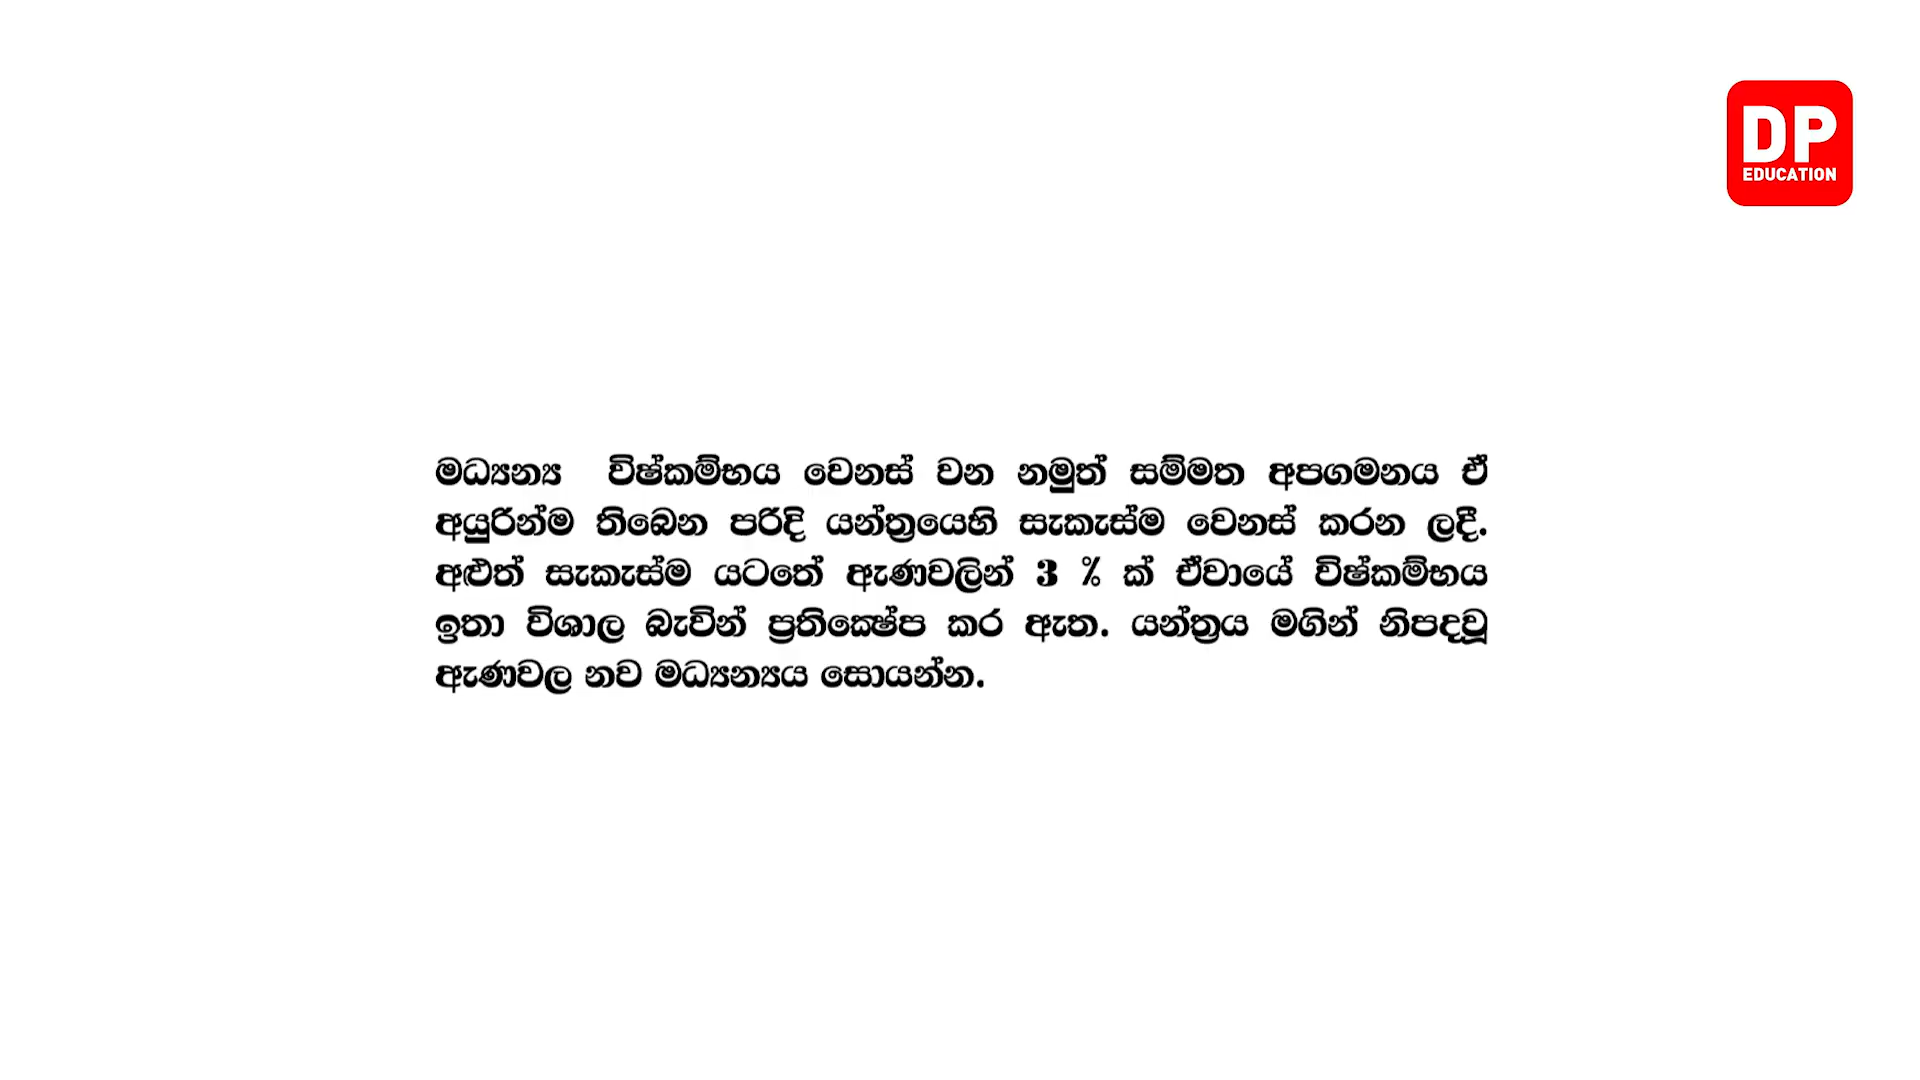 DP
EDUCATION
මධ්‍යන්‍ය විෂ්කම්භය වෙනස් වන නමුත් සම්මත අපගමනය ඒ
අයුරින්ම තිබෙන පරිදි යන්ත්‍රයෙහි සැකැස්ම වෙනස් කරන ලදී.
අළුත් සැකැස්ම යටතේ ඇණවලින් 3 % ක් ඒවායේ විෂ්කම්භය
ඉතා විශාල බැවින් ප්‍රතික්ෂේප කර ඇත. යන්ත්‍රය මගින් නිපදවූ
ඇණවල නව මධ්‍යන්‍යය සොයන්න.